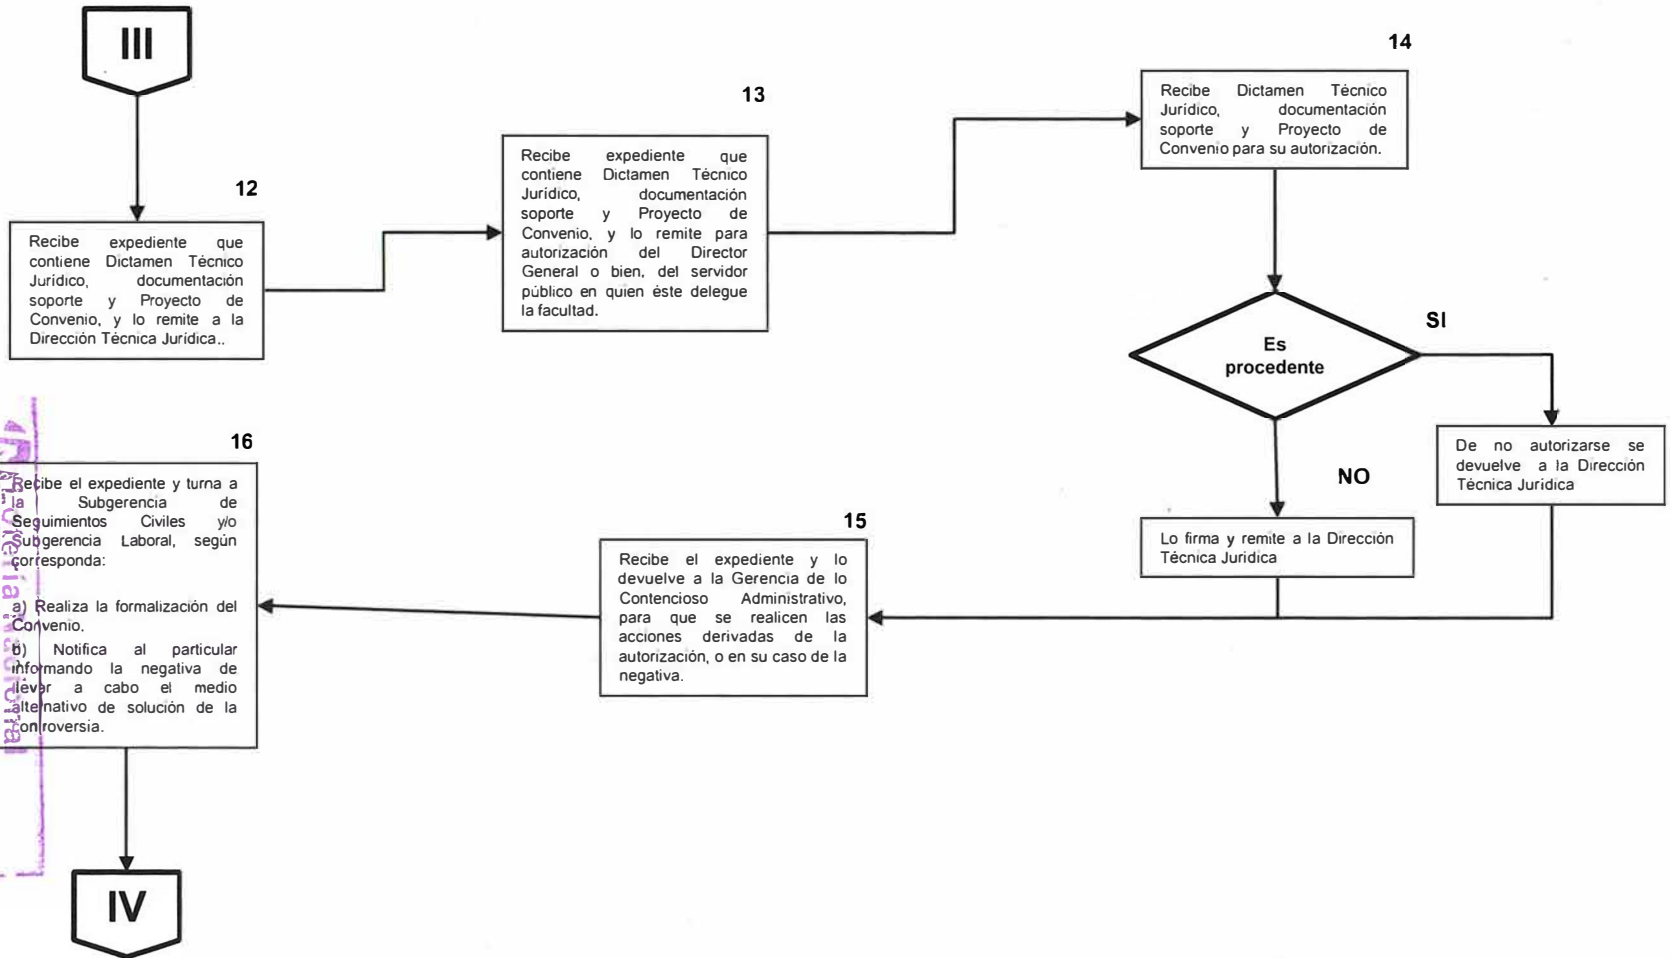 III
12
Recibe expediente que
contiene Dictamen Técnico
Jurídico, documentación
soporte y Proyecto de
Convenio, y lo remite a la
Dirección Técnica Jurídica..
13
Recibe expediente que
contiene Dictamen Técnico
Jurídico, documentación
soporte y Proyecto de
Convenio, y lo remite para
autorización del Director
General o bien, del servidor
público en quien éste delegue
la facultad.
14
Recibe Dictamen Técnico
Jurídico, documentación
soporte y Proyecto de
Convenio para su autorización.
Es
procedente
SI
De no autorizarse se
devuelve a la Dirección
Técnica Jurídica
NO
Lo firma y remite a la Dirección
Técnica Jurídica
15
Recibe el expediente y lo
devuelve a la Gerencia de lo
Contencioso Administrativo,
para que se realicen las
acciones derivadas de la
autorización, o en su caso de la
negativa.
16
Recibe el expediente y turna a
la Subgerencia de
Seguimientos Civiles y/o
Subgerencia Laboral, según
corresponda:
a) Realiza la formalización del
Convenio.
b) Notifica al particular
informando la negativa de
llevar a cabo el medio
alternativo de solución de la
controversia.
IV